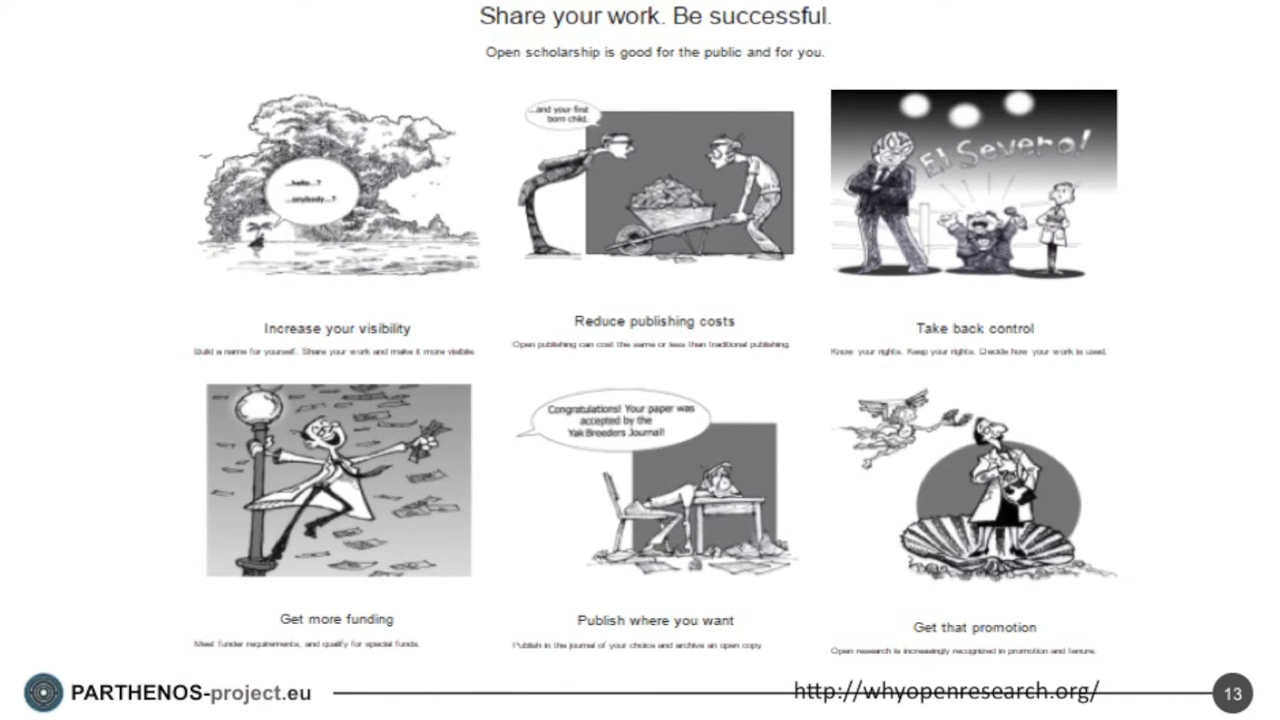 Share your work. Be successful.
Open scholarship is good for the public and for you.
...hello...?
...anybody...?
...and your first
born child.
El Severo!
Increase your visibility
Build a name for yourself. Share your work and make it more visible.
Reduce publishing costs
Open publishing can cost the same or less than traditional publishing.
Take back control
Know your rights. Keep your rights. Decide how your work is used.
Congratulations! Your paper was
accepted by the
Yak Breeders Journal!
Get more funding
Meet funder requirements, and qualify for special funds.
Publish where you want
Publish in the journal of your choice and archive an open copy.
Get that promotion
Open research is increasingly recognized in promotion and tenure.
PARTHENOS-project.eu
http://whyopenresearch.org/
13